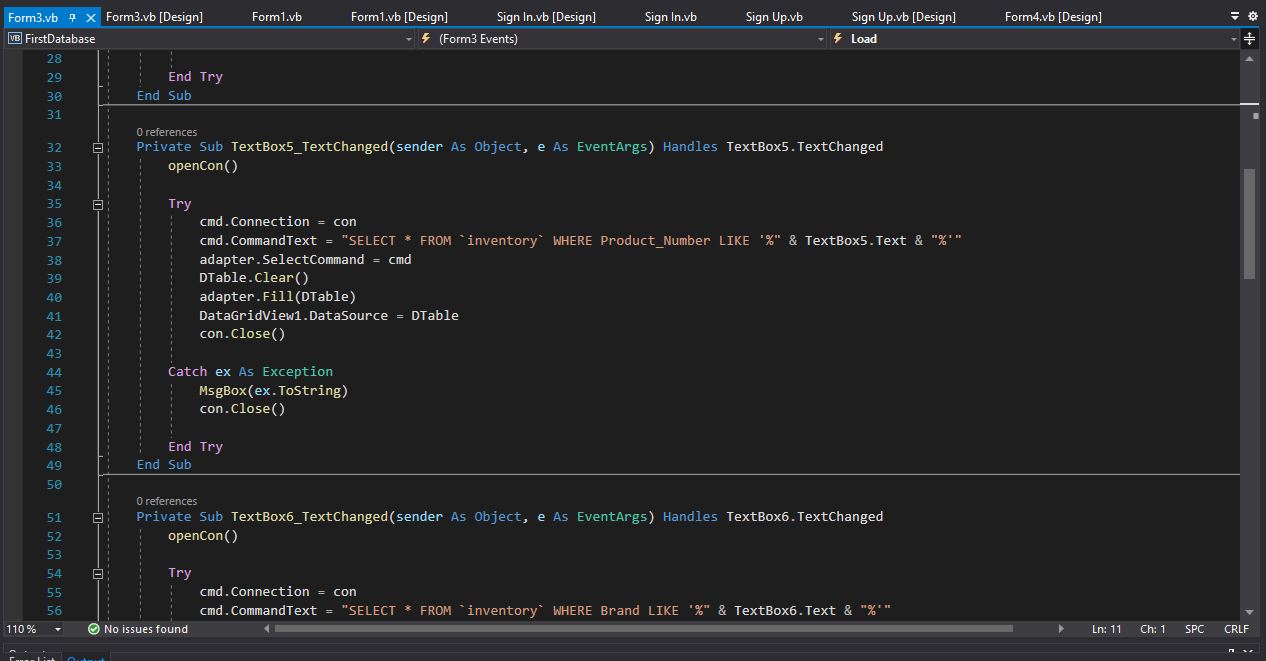 Form3.vb Form3.vb [Design] Form1.vb Form1.vb [Design] Sign In.vb [Design] Sign In.vb Sign Up.vb Sign Up.vb [Design] Form4.vb [Design]
VB FirstDatabase (Form3 Events) Load
28
29 End Try
30 End Sub
31
0 references
32 Private Sub TextBox5_TextChanged(sender As Object, e As EventArgs) Handles TextBox5.TextChanged
33 openCon()
34
35 Try
36 cmd.Connection = con
37 cmd.CommandText = "SELECT * FROM `inventory` WHERE Product_Number LIKE '%" & TextBox5.Text & "%'"
38 adapter.SelectCommand = cmd
39 DTable.Clear()
40 adapter.Fill(DTable)
41 DataGridView1.DataSource = DTable
42 con.Close()
43
44 Catch ex As Exception
45 MsgBox(ex.ToString)
46 con.Close()
47
48 End Try
49 End Sub
50
0 references
51 Private Sub TextBox6_TextChanged(sender As Object, e As EventArgs) Handles TextBox6.TextChanged
52 openCon()
53
54 Try
55 cmd.Connection = con
56 cmd.CommandText = "SELECT * FROM `inventory` WHERE Brand LIKE '%" & TextBox6.Text & "%'"
110 % No issues found Ln: 11 Ch: 1 SPC CRLF
Output
Error List Output